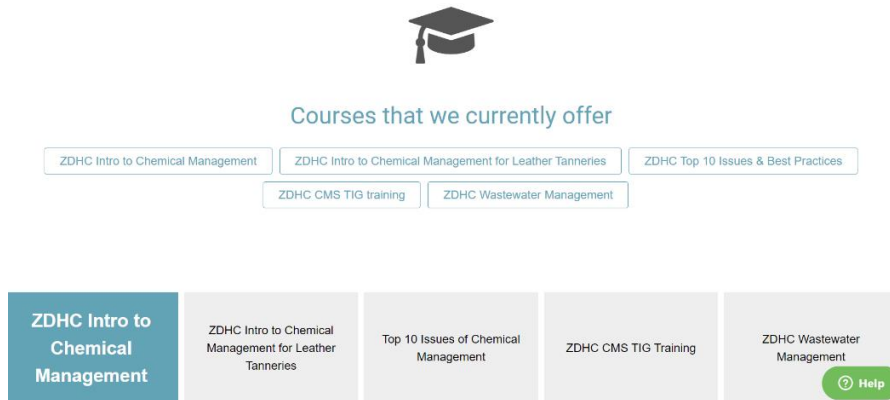 Courses that we currently offer
ZDHC Intro to Chemical Management
ZDHC Intro to Chemical Management for Leather Tanneries
ZDHC Top 10 Issues & Best Practices
ZDHC CMS TIG training
ZDHC Wastewater Management
ZDHC Intro to
Chemical
Management
ZDHC Intro to Chemical
Management for Leather
Tanneries
Top 10 Issues of Chemical
Management
ZDHC CMS TIG Training
ZDHC Wastewater
Management
Help